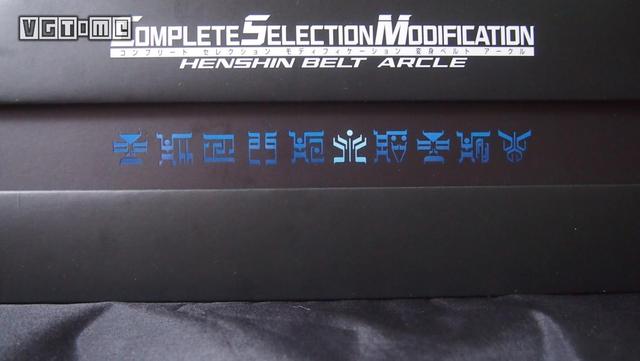 VGTIME
COMPLETE SELECTION MODIFICATION
コンプリート セレクション モディフィケーション 変身ベルト アークル
HENSHIN BELT ARCLE